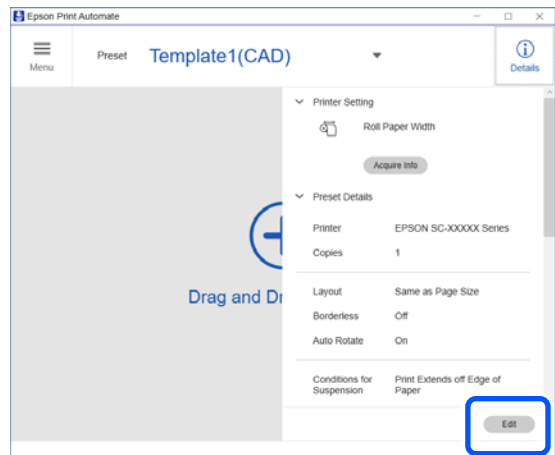 Epson Print Automate
Menu
Preset
Template1(CAD)
Details
Printer Setting
Roll Paper Width
Acquire Info
Preset Details
Printer EPSON SC-XXXXX Series
Copies 1
Drag and Dr
Layout Same as Page Size
Borderless Off
Auto Rotate On
Conditions for Print Extends off Edge of
Suspension Paper
Edit